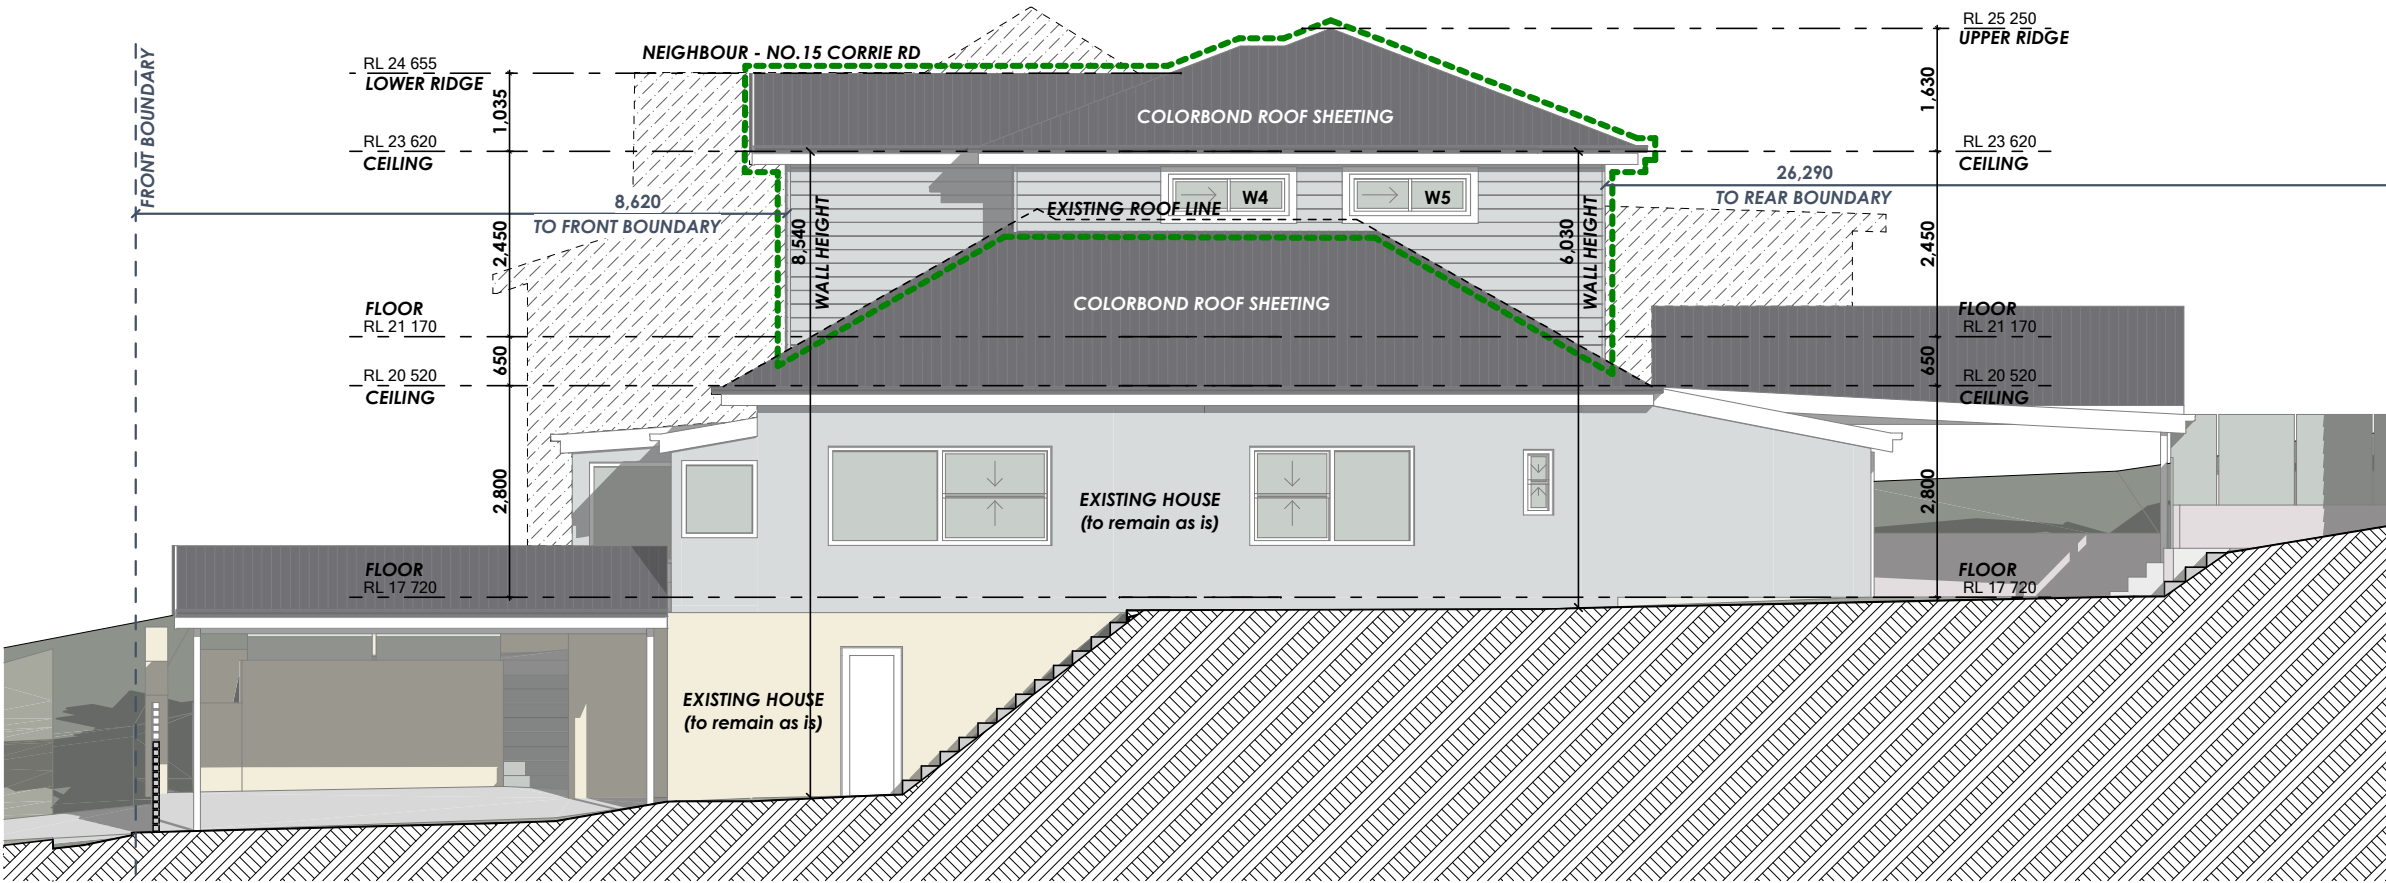 RL 25 250
UPPER RIDGE
NEIGHBOUR - NO.15 CORRIE RD
RL 24 655
LOWER RIDGE
FRONT BOUNDARY
1,035
1,630
COLORBOND ROOF SHEETING
RL 23 620
CEILING
RL 23 620
CEILING
8,620
TO FRONT BOUNDARY
W4
W5
26,290
TO REAR BOUNDARY
EXISTING ROOF LINE
2,450
8,540
WALL HEIGHT
6,030
WALL HEIGHT
2,450
COLORBOND ROOF SHEETING
FLOOR
RL 21 170
FLOOR
RL 21 170
650
650
RL 20 520
CEILING
RL 20 520
CEILING
2,800
EXISTING HOUSE
(to remain as is)
2,800
FLOOR
RL 17 720
FLOOR
RL 17 720
EXISTING HOUSE
(to remain as is)